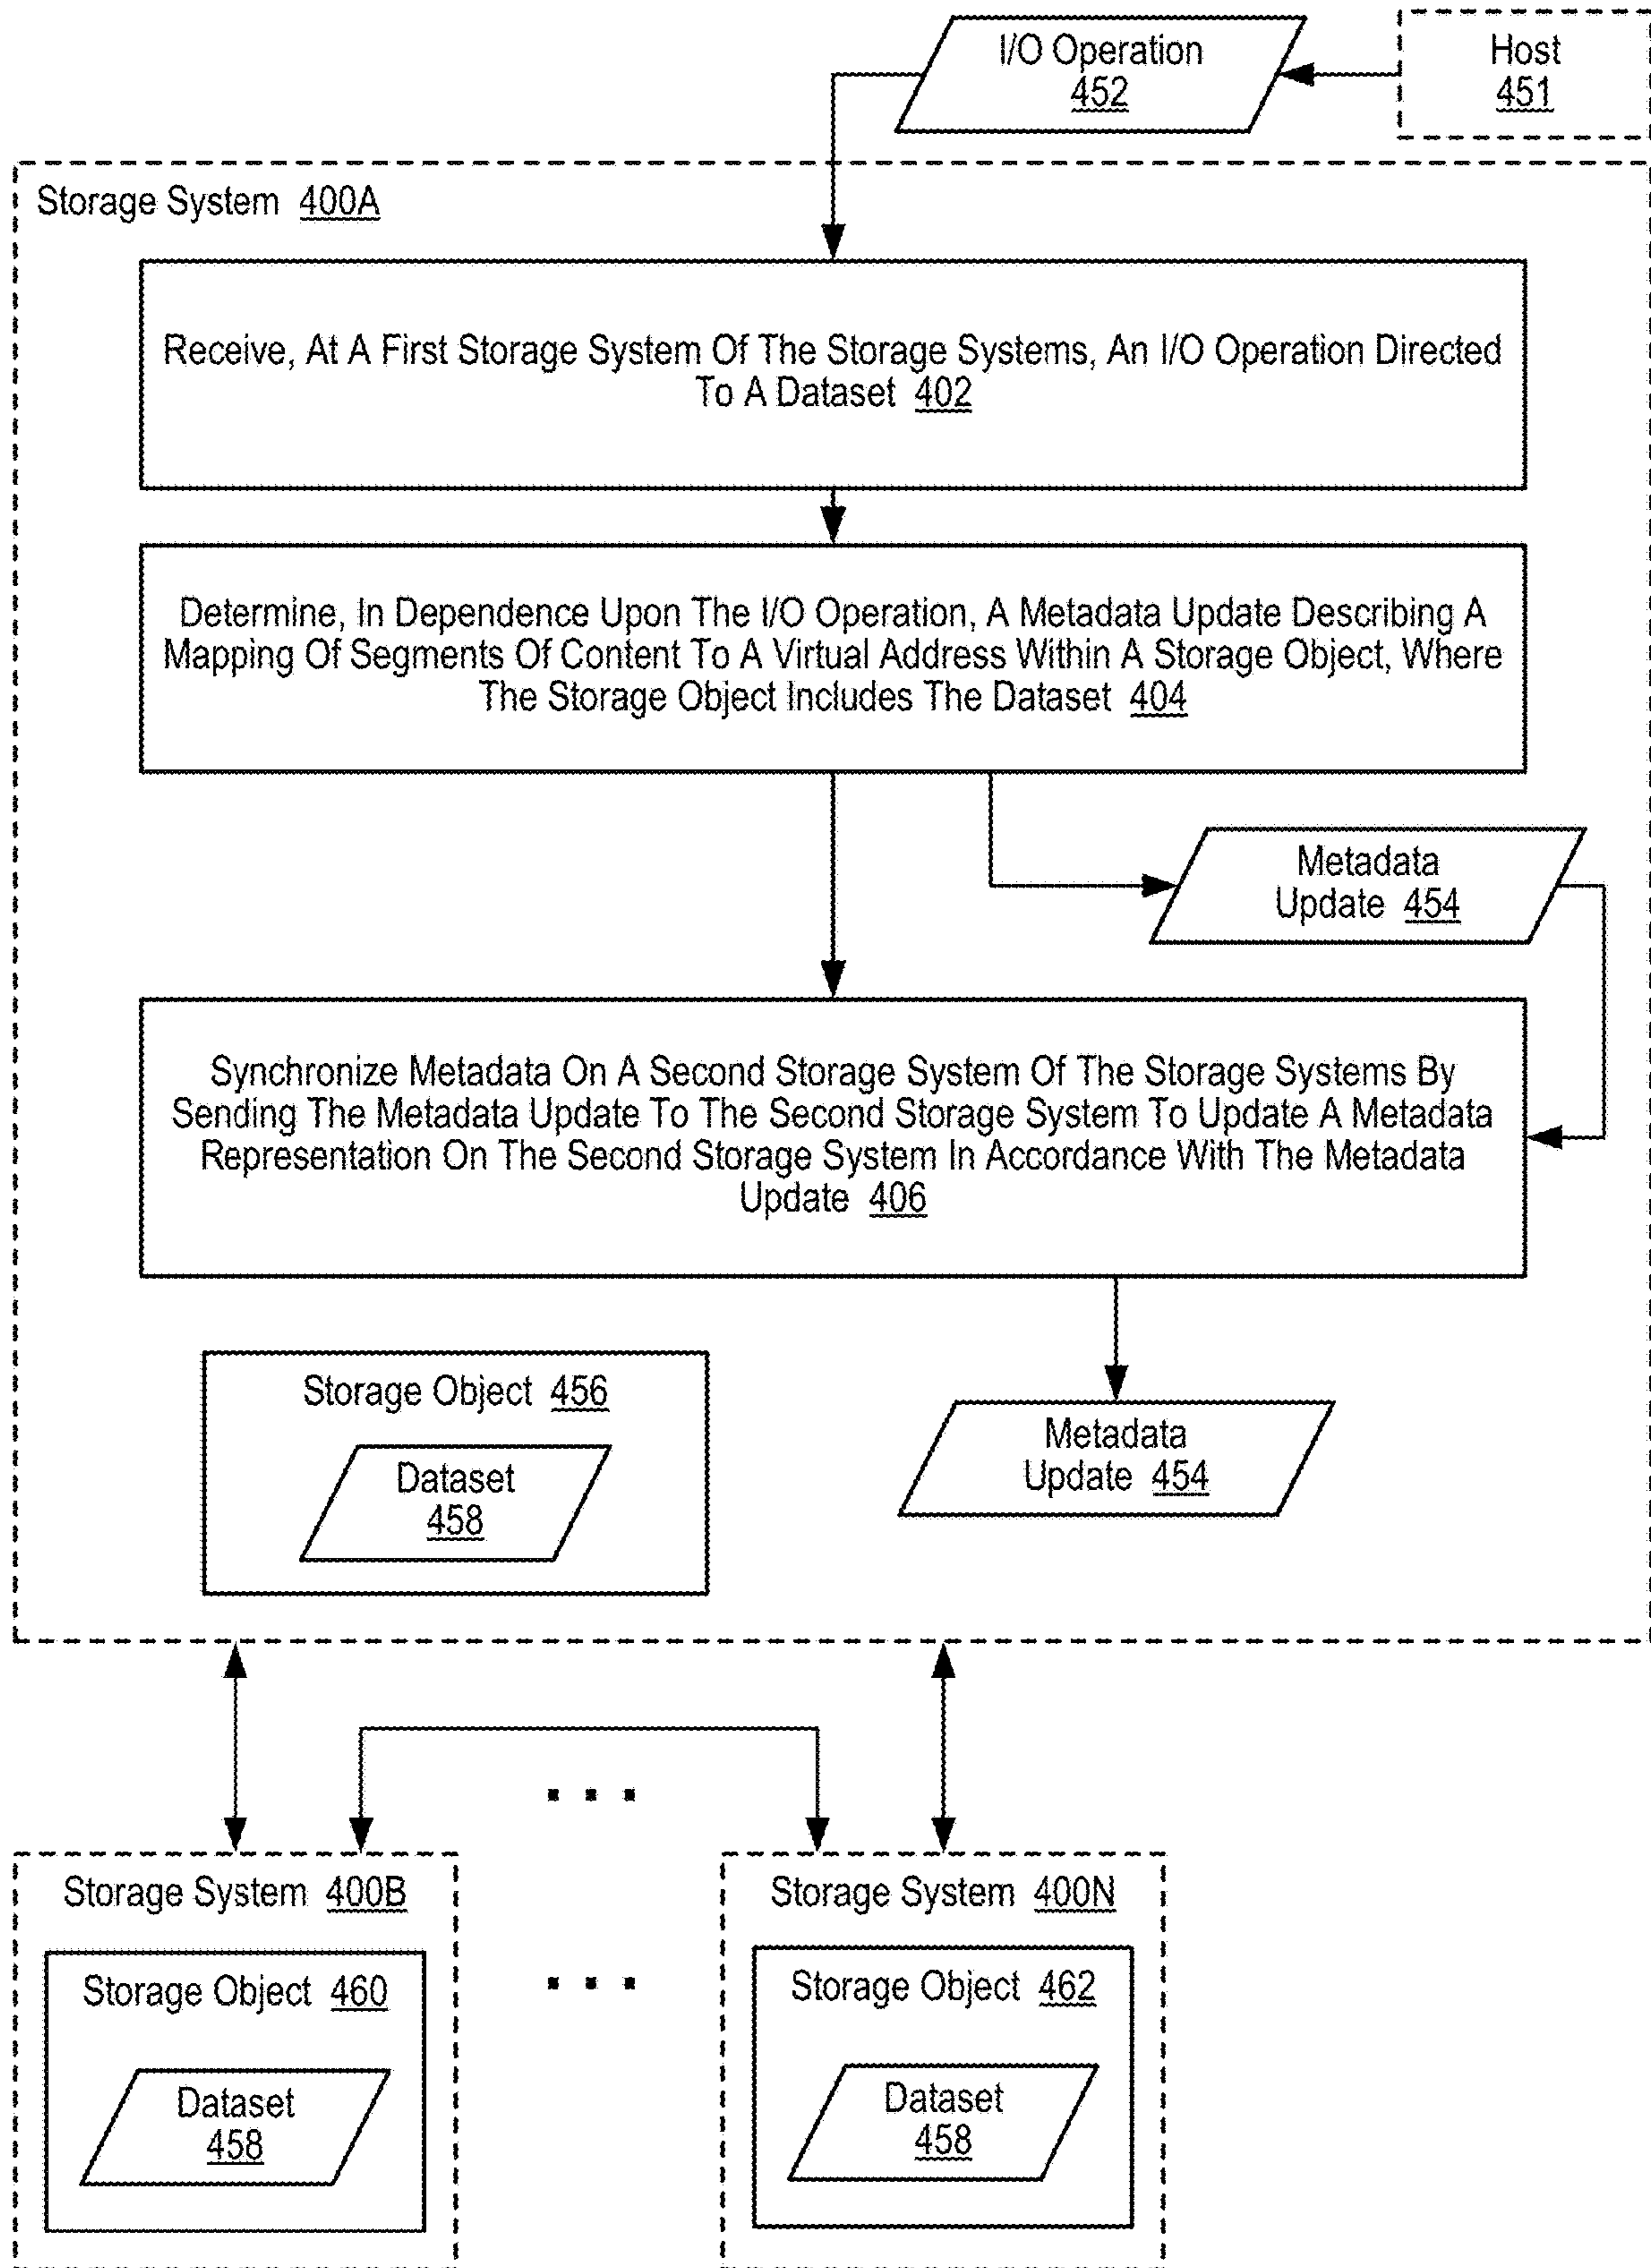 I/O Operation
452
Host
451
Storage System 400A
Receive, At A First Storage System Of The Storage Systems, An I/O Operation Directed
To A Dataset 402
Determine, In Dependence Upon The I/O Operation, A Metadata Update Describing A
Mapping Of Segments Of Content To A Virtual Address Within A Storage Object, Where
The Storage Object Includes The Dataset 404
Metadata
Update 454
Synchronize Metadata On A Second Storage System Of The Storage Systems By
Sending The Metadata Update To The Second Storage System To Update A Metadata
Representation On The Second Storage System In Accordance With The Metadata
Update 406
Storage Object 456
Dataset
458
Metadata
Update 454
. . .
Storage System 400B
Storage Object 460
Dataset
458
. . .
Storage System 400N
Storage Object 462
Dataset
458